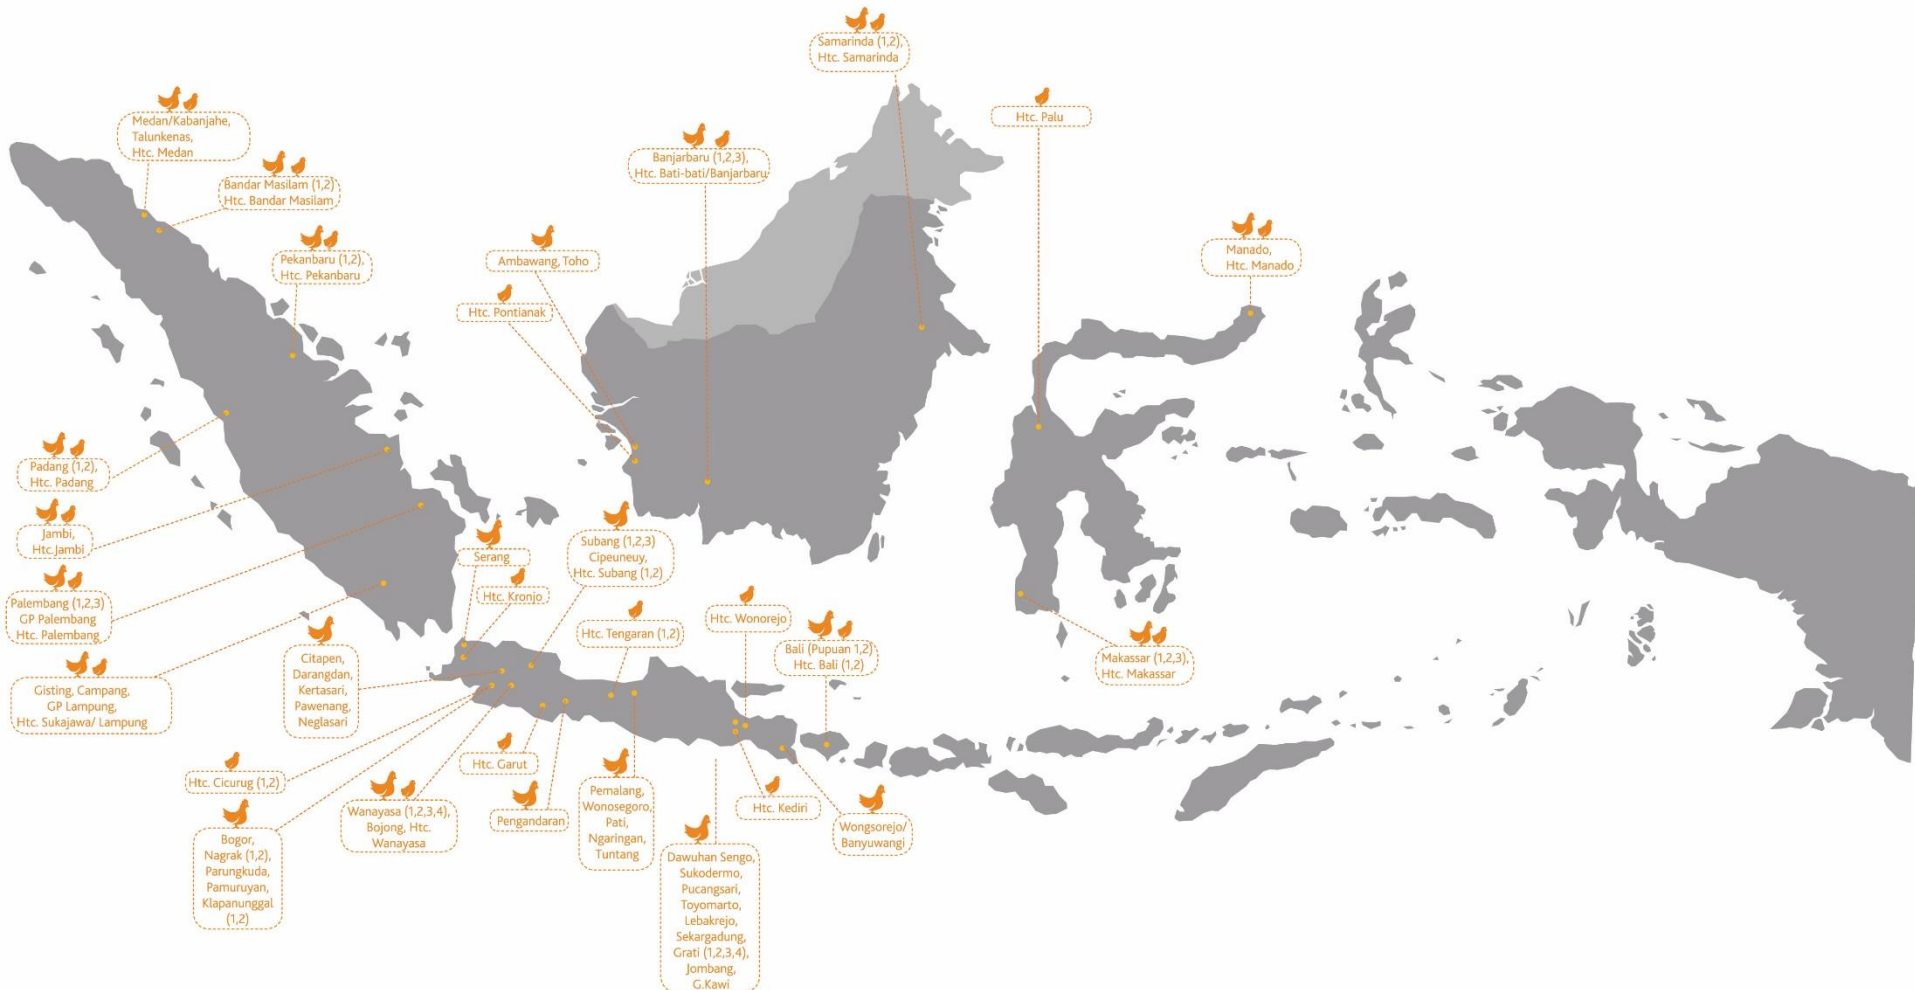 Samarinda (1,2),
Htc. Samarinda
Medan/Kabanjahe,
Talunkenas,
Htc. Medan
Htc. Palu
Banjarbaru (1,2,3),
Htc. Bati-bati/Banjarbaru
Bandar Masilam (1,2)
Htc. Bandar Masilam
Pekanbaru (1,2),
Htc. Pekanbaru
Ambawang, Toho
Manado,
Htc. Manado
Htc. Pontianak
Padang (1,2),
Htc. Padang
Jambi,
Htc.Jambi
Palembang (1,2,3)
GP Palembang
Htc. Palembang
Gisting, Campang,
GP Lampung,
Htc. Sukajawa/ Lampung
Serang
Htc. Kronjo
Subang (1,2,3)
Cipeuneuy,
Htc. Subang (1,2)
Citapen,
Darangdan,
Kertasari,
Pawenang,
Neglasari
Htc. Tengaran (1,2)
Htc. Wonorejo
Bali (Pupuan 1,2)
Htc. Bali (1,2)
Makassar (1,2,3),
Htc. Makassar
Htc. Cicurug (1,2)
Bogor,
Nagrak (1,2),
Parungkuda,
Pamuruyan,
Klapanunggal
(1,2)
Wanayasa (1,2,3,4),
Bojong, Htc.
Wanayasa
Htc. Garut
Pengandaran
Pemalang,
Wonosegoro,
Pati,
Ngaringan,
Tuntang
Dawuhan Sengo,
Sukodermo,
Pucangsari,
Toyomarto,
Lebakrejo,
Sekargadung,
Grati (1,2,3,4),
Jombang,
G.Kawi
Htc. Kediri
Wongsorejo/
Banyuwangi